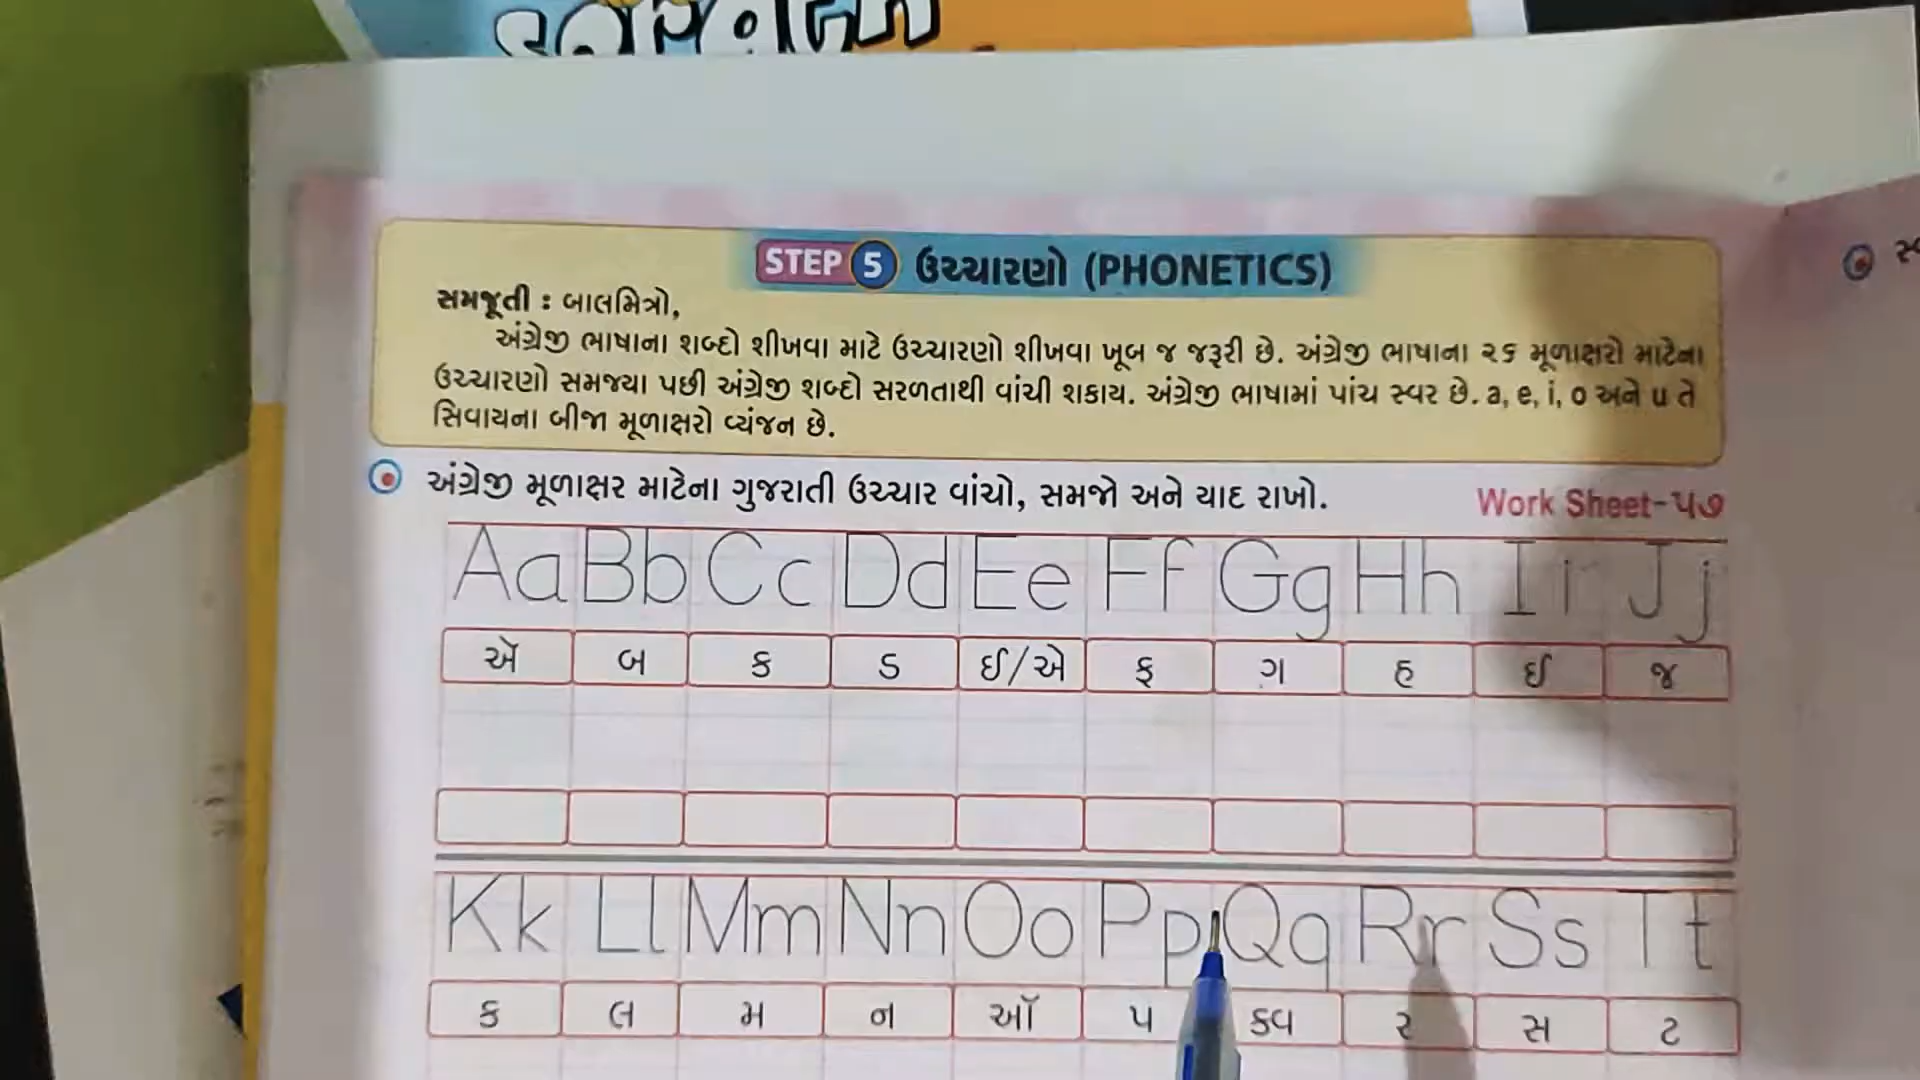 STEP 5 ઉચ્ચારણો (PHONETICS)
સમજૂતી : બાલમિત્રો,
અંગ્રેજી ભાષાના શબ્દો શીખવા માટે ઉચ્ચારણો શીખવા ખૂબ જ જરૂરી છે. અંગ્રેજી ભાષાના ૨૬ મૂળાક્ષરો માટેના
ઉચ્ચારણો સમજ્યા પછી અંગ્રેજી શબ્દો સરળતાથી વાંચી શકાય. અંગ્રેજી ભાષામાં પાંચ સ્વર છે. a, e, i, o અને u તે
સિવાયના બીજા મૂળાક્ષરો વ્યંજન છે.
અંગ્રેજી મૂળાક્ષર માટેના ગુજરાતી ઉચ્ચાર વાંચો, સમજો અને યાદ રાખો. Work Sheet-૫૭
Aa Bb Cc Dd Ee Ff Gg Hh Ii Jj
ઍ બ ક ડ ઈ/એ ફ ગ હ ઈ જ
Kk Ll Mm Nn Oo Pp Qq Rr Ss Tt
ક લ મ ન ઑ પ ક્વ ર સ ટ